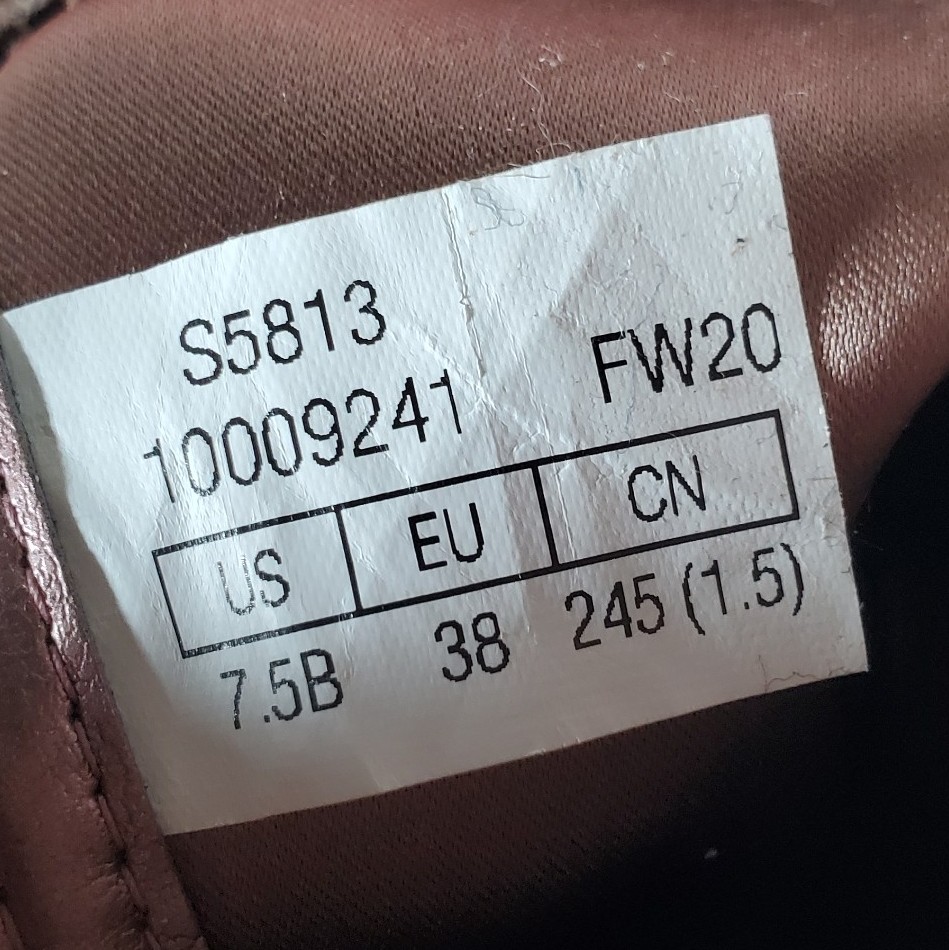 S5813
10009241 FW20
US EU CN
7.5B 38 245 (1.5)